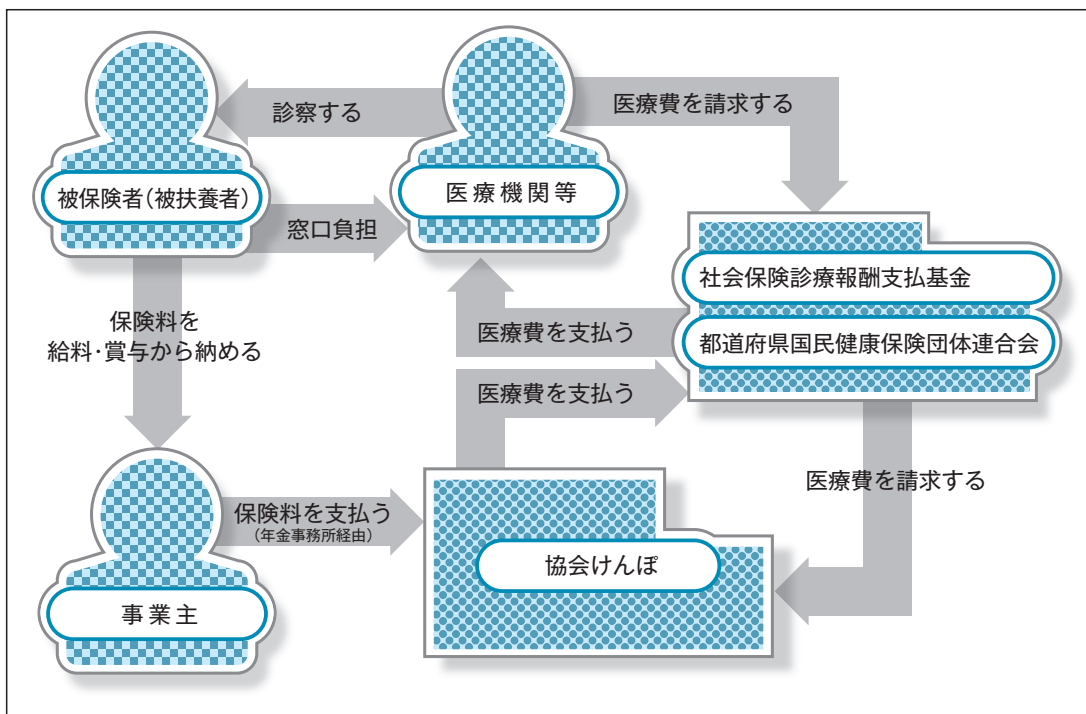 診察する
医療費を請求する
被保険者(被扶養者)
医療機関等
窓口負担
社会保険診療報酬支払基金
都道府県国民健康保険団体連合会
保険料を
給料・賞与から納める
医療費を支払う
医療費を支払う
医療費を請求する
保険料を支払う
(年金事務所経由)
協会けんぽ
事業主